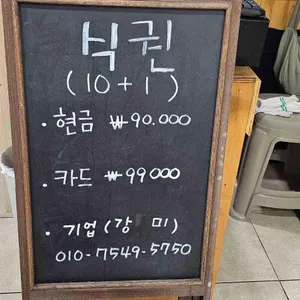 식권
(10+1)
• 현금 ₩90.000
• 카드 ₩99000
• 기업(강 미)
010-7549-5750